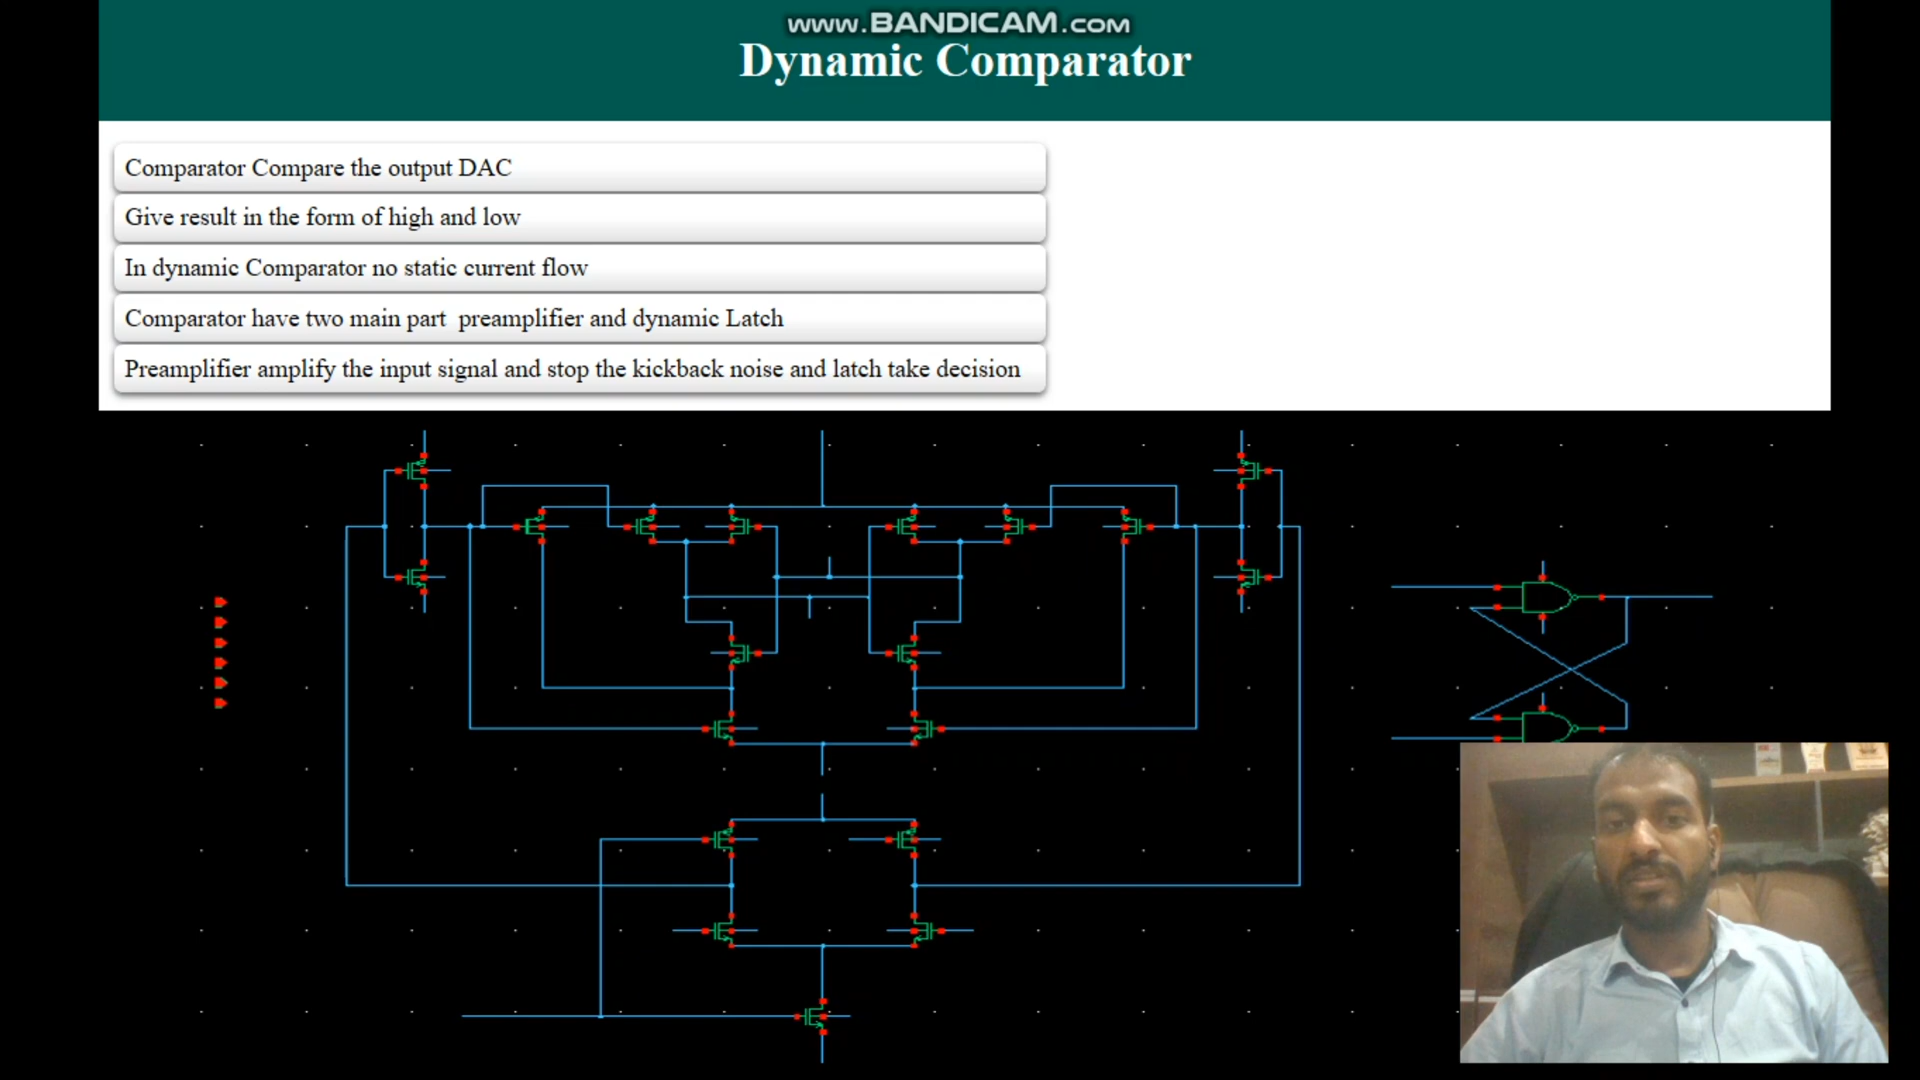 www.BANDICAM.com
Dynamic Comparator
Comparator Compare the output DAC
Give result in the form of high and low
In dynamic Comparator no static current flow
Comparator have two main part  preamplifier and dynamic Latch
Preamplifier amplify the input signal and stop the kickback noise and latch take decision